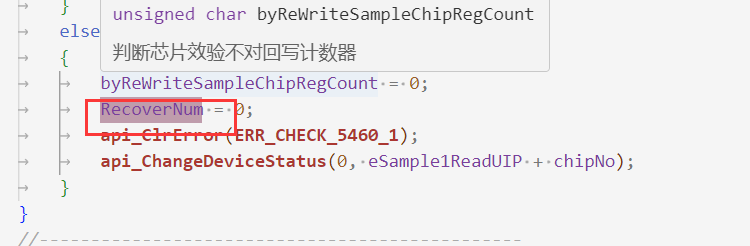 }
unsigned char byReWriteSampleChipRegCount
else
判断芯片效验不对回写计数器
{
byReWriteSampleChipRegCount = 0;
RecoverNum = 0;
api_ClrError(ERR_CHECK_5460_1);
api_ChangeDeviceStatus(0, eSample1ReadUIP + chipNo);
}
}
//------------------------------------------------